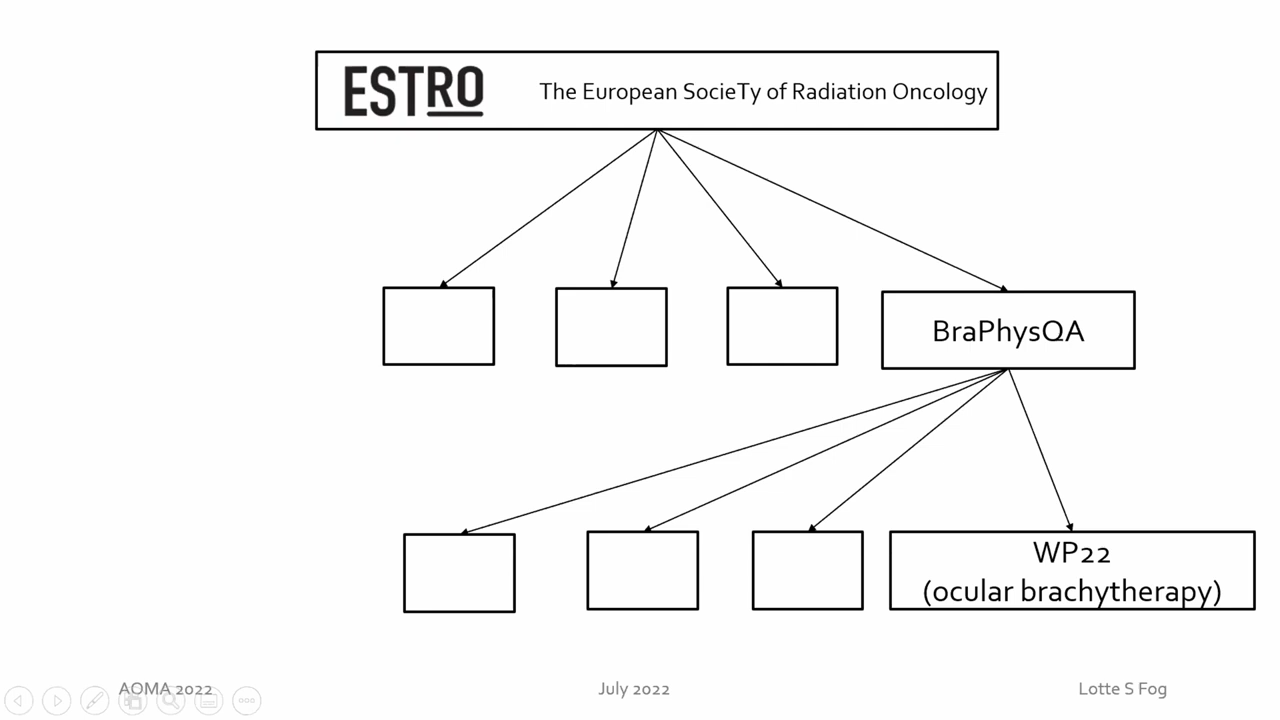 ESTRO The European SocieTy of Radiation Oncology
BraPhysQA
WP22
(ocular brachytherapy)
AOMA 2022 July 2022 Lotte S Fog